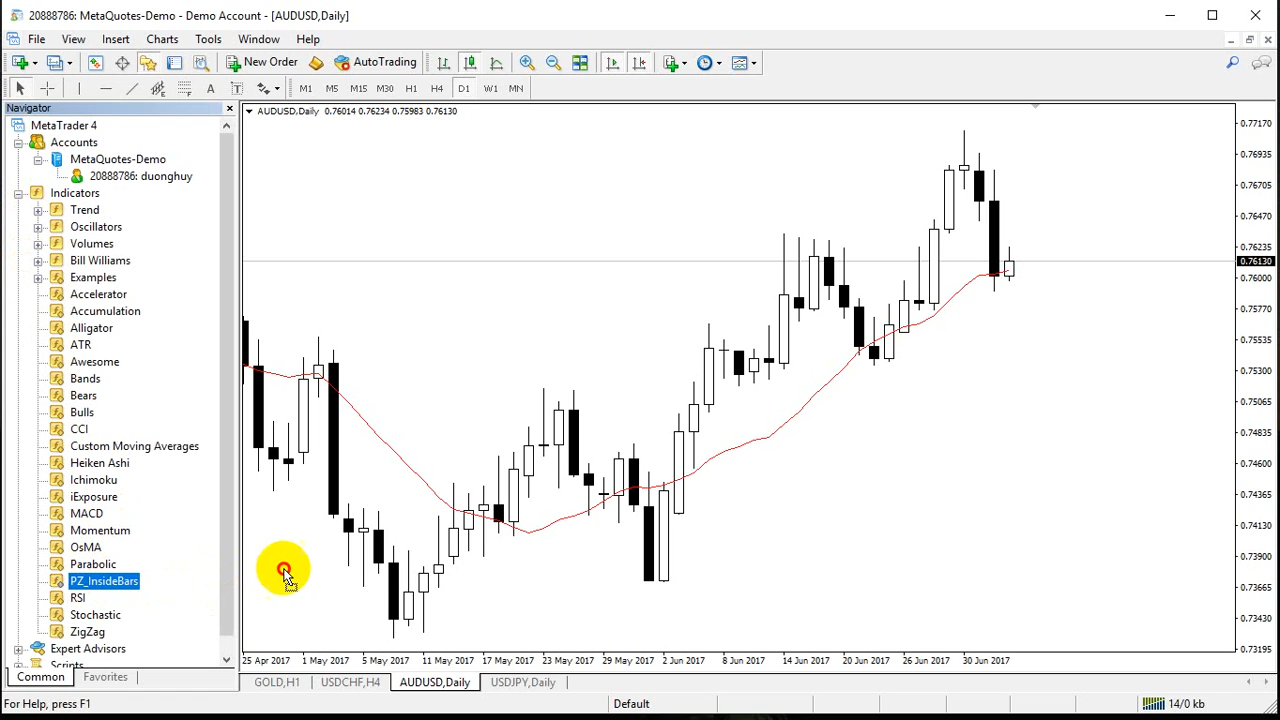 20888786: MetaQuotes-Demo - Demo Account - [AUDUSD,Daily]
File View Insert Charts Tools Window Help
New Order AutoTrading
A T M1 M5 M15 M30 H1 H4 D1 W1 MN
Navigator
MetaTrader 4
Accounts
MetaQuotes-Demo
20888786: duonghuy
Indicators
Trend
Oscillators
Volumes
Bill Williams
Examples
Accelerator
Accumulation
Alligator
ATR
Awesome
Bands
Bears
Bulls
CCI
Custom Moving Averages
Heiken Ashi
Ichimoku
iExposure
MACD
Momentum
OsMA
Parabolic
PZ_InsideBars
RSI
Stochastic
ZigZag
Expert Advisors
Scripts
Common Favorites
AUDUSD,Daily 0.76014 0.76234 0.75983 0.76130
0.77170
0.76935
0.76705
0.76470
0.76235
0.76130
0.76000
0.75770
0.75535
0.75300
0.75065
0.74835
0.74600
0.74365
0.74130
0.73900
0.73665
0.73430
0.73195
25 Apr 2017 1 May 2017 5 May 2017 11 May 2017 17 May 2017 23 May 2017 29 May 2017 2 Jun 2017 8 Jun 2017 14 Jun 2017 20 Jun 2017 26 Jun 2017 30 Jun 2017
GOLD,H1 USDCHF,H4 AUDUSD,Daily USDJPY,Daily
For Help, press F1 Default 14/0 kb